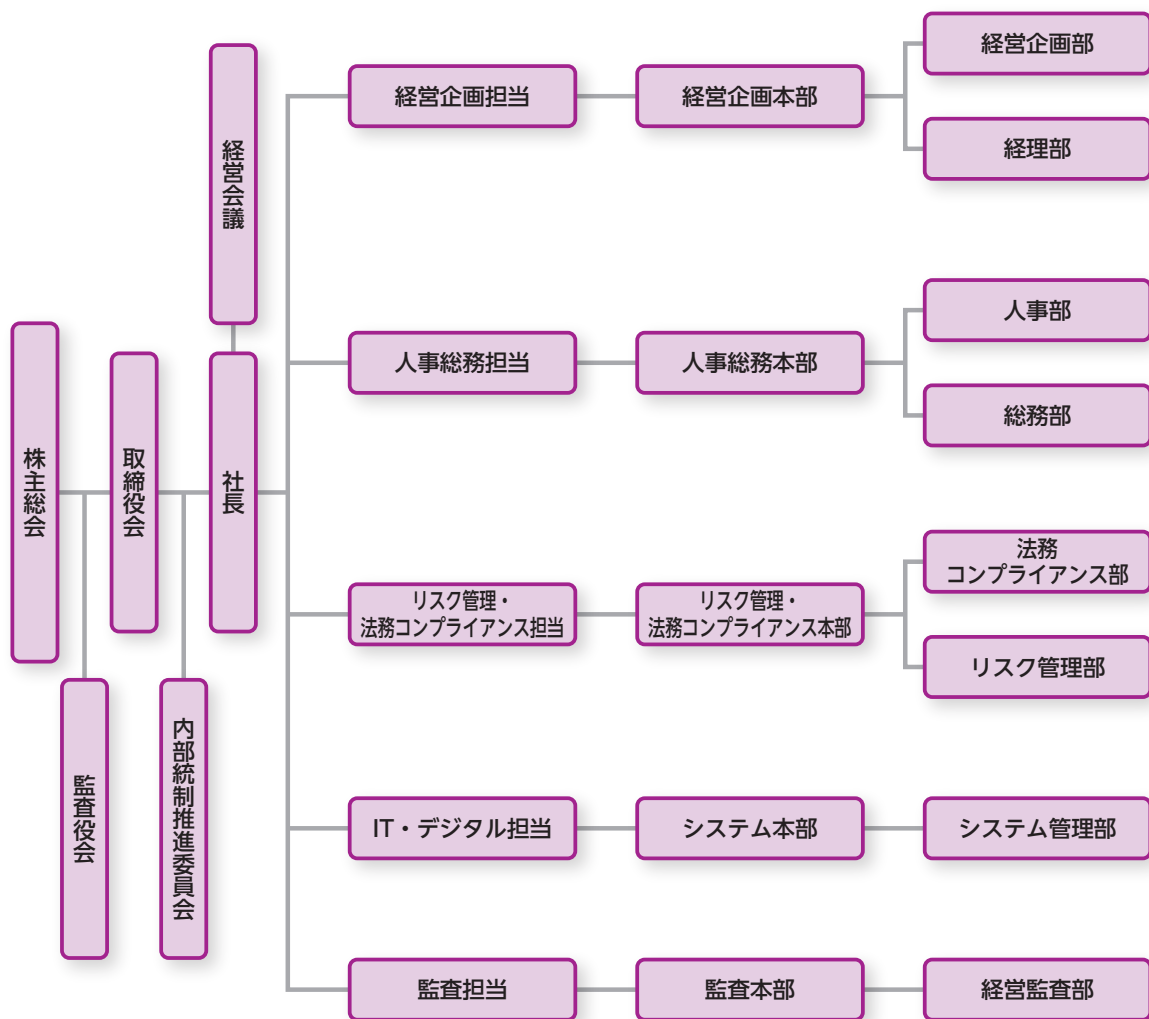 株主総会
監査役会
取締役会
内部統制推進委員会
経営会議
社長
経営企画担当
経営企画本部
経営企画部
経理部
人事総務担当
人事総務本部
人事部
総務部
リスク管理・
法務コンプライアンス担当
リスク管理・
法務コンプライアンス本部
法務
コンプライアンス部
リスク管理部
IT・デジタル担当
システム本部
システム管理部
監査担当
監査本部
経営監査部